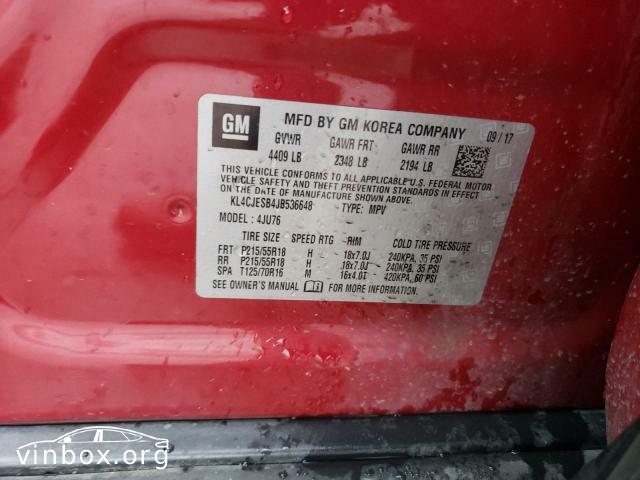 GM MFD BY GM KOREA COMPANY 09/17
GVWR GAWR FRT GAWR RR
4409 LB 2348 LB 2194 LB
THIS VEHICLE CONFORMS TO ALL APPLICABLE U.S. FEDERAL MOTOR
VEHICLE SAFETY AND THEFT PREVENTION STANDARDS IN EFFECT ON
THE DATE OF MANUFACTURE SHOWN ABOVE.
KL4CJESB4JB536648 TYPE: MPV
MODEL: 4JU76
TIRE SIZE SPEED RTG RIM COLD TIRE PRESSURE
FRT P215/55R18 H 18x7.0J 240KPA, 35 PSI
RR P215/55R18 H 18x7.0J 240KPA, 35 PSI
SPA T125/70R16 M 16x4.0T 420KPA, 60 PSI
SEE OWNER'S MANUAL FOR MORE INFORMATION
vinbox.org